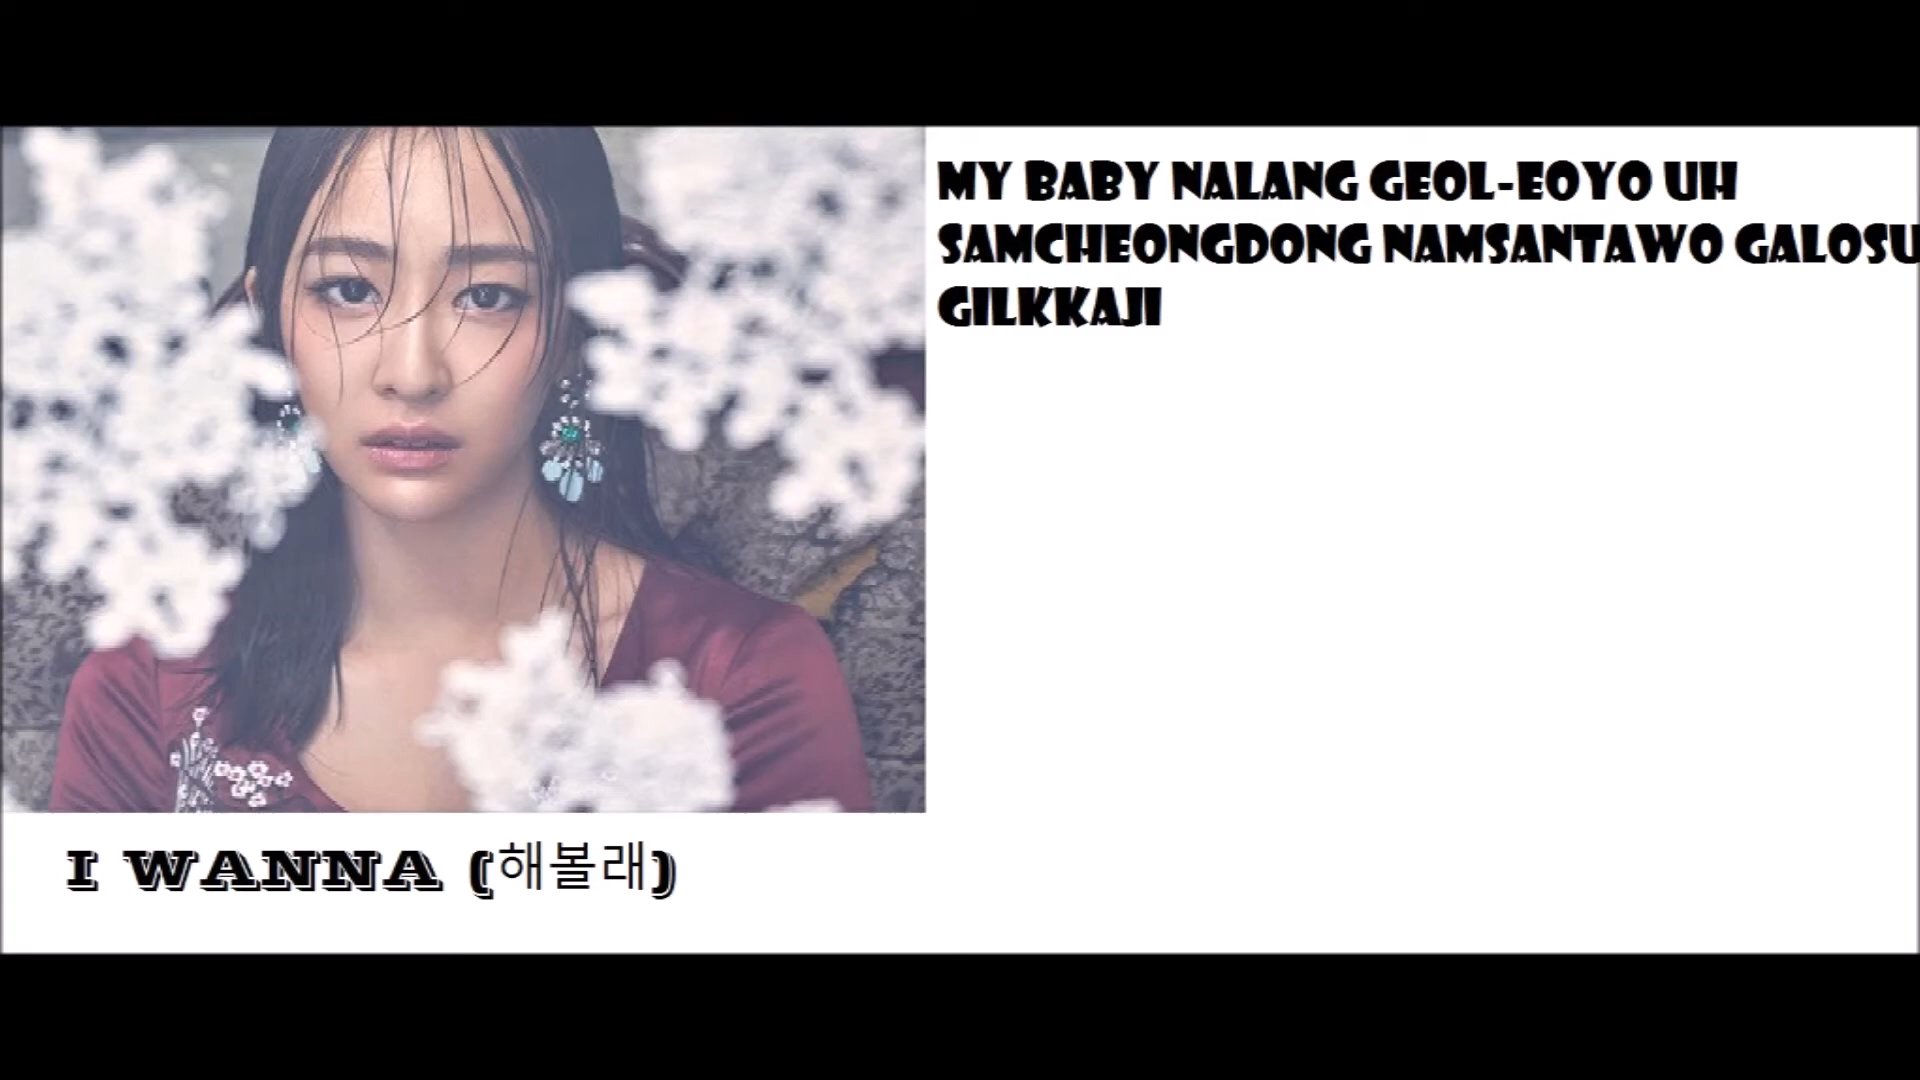 MY BABY NALANG GEOL-EOYO UH
SAMCHEONGDONG NAMSANTAWO GALOSU
GILKKAJI
I WANNA (해볼래)